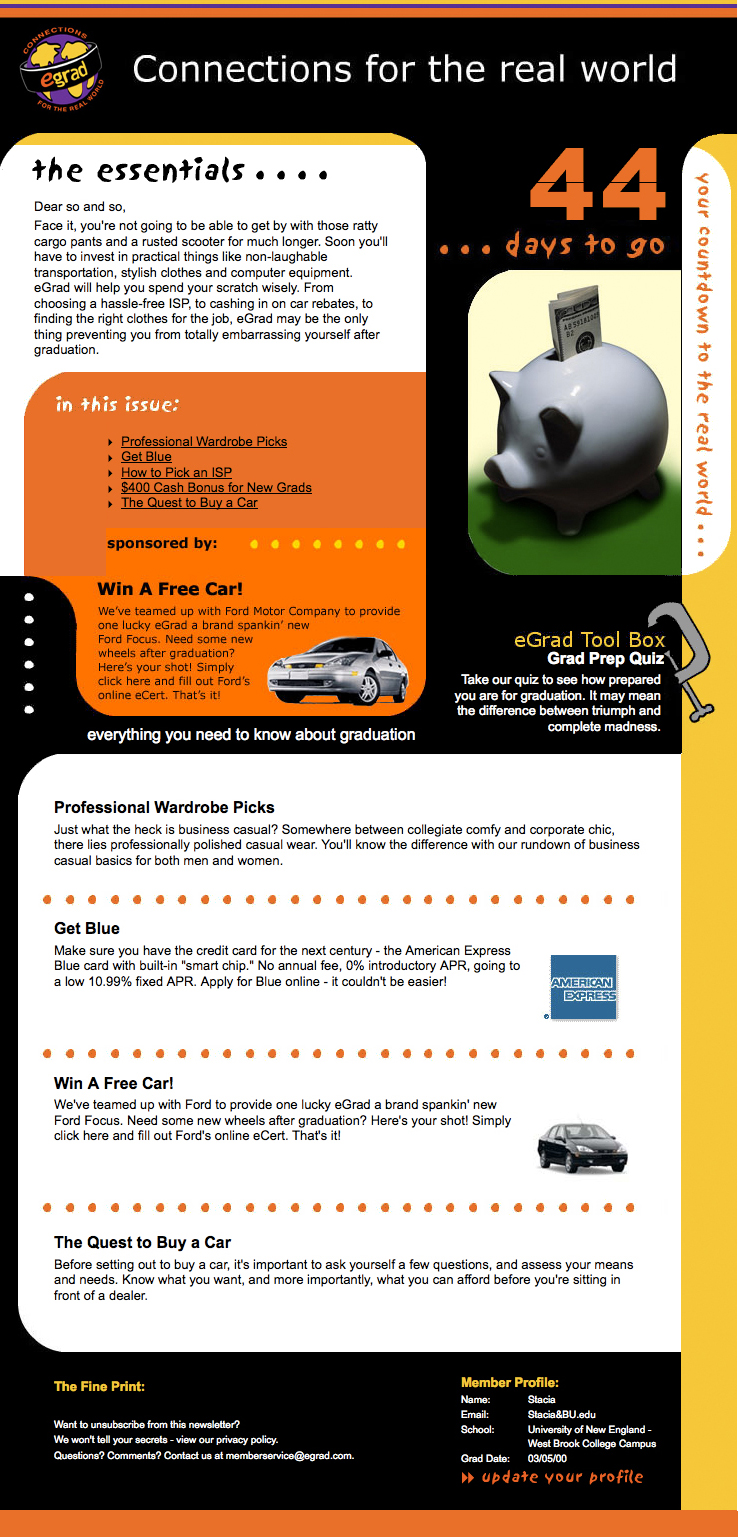 CONNECTIONS
egrad
FOR THE REAL WORLD
Connections for the real world
the essentials . . . .
Dear so and so,
Face it, you're not going to be able to get by with those ratty
cargo pants and a rusted scooter for much longer. Soon you'll
have to invest in practical things like non-laughable
transportation, stylish clothes and computer equipment.
eGrad will help you spend your scratch wisely. From
choosing a hassle-free ISP, to cashing in on car rebates, to
finding the right clothes for the job, eGrad may be the only
thing preventing you from totally embarrassing yourself after
graduation.
44
. . . days to go
your countdown to the real world . . .
in this issue:
Professional Wardrobe Picks
Get Blue
How to Pick an ISP
$400 Cash Bonus for New Grads
The Quest to Buy a Car
sponsored by:
Win A Free Car!
We've teamed up with Ford Motor Company to provide
one lucky eGrad a brand spankin' new
Ford Focus. Need some new
wheels after graduation?
Here's your shot! Simply
click here and fill out Ford's
online eCert. That's it!
eGrad Tool Box
Grad Prep Quiz
Take our quiz to see how prepared
you are for graduation. It may mean
the difference between triumph and
complete madness.
everything you need to know about graduation
Professional Wardrobe Picks
Just what the heck is business casual? Somewhere between collegiate comfy and corporate chic,
there lies professionally polished casual wear. You'll know the difference with our rundown of business
casual basics for both men and women.
Get Blue
Make sure you have the credit card for the next century - the American Express
Blue card with built-in "smart chip." No annual fee, 0% introductory APR, going to
a low 10.99% fixed APR. Apply for Blue online - it couldn't be easier!
AMERICAN
EXPRESS
Win A Free Car!
We've teamed up with Ford to provide one lucky eGrad a brand spankin' new
Ford Focus. Need some new wheels after graduation? Here's your shot! Simply
click here and fill out Ford's online eCert. That's it!
The Quest to Buy a Car
Before setting out to buy a car, it's important to ask yourself a few questions, and assess your means
and needs. Know what you want, and more importantly, what you can afford before you're sitting in
front of a dealer.
The Fine Print:
Want to unsubscribe from this newsletter?
We won't tell your secrets - view our privacy policy.
Questions? Comments? Contact us at memberservice@egrad.com.
Member Profile:
Name: Stacia
Email: Stacia&BU.edu
School: University of New England -
West Brook College Campus
Grad Date: 03/05/00
update your profile